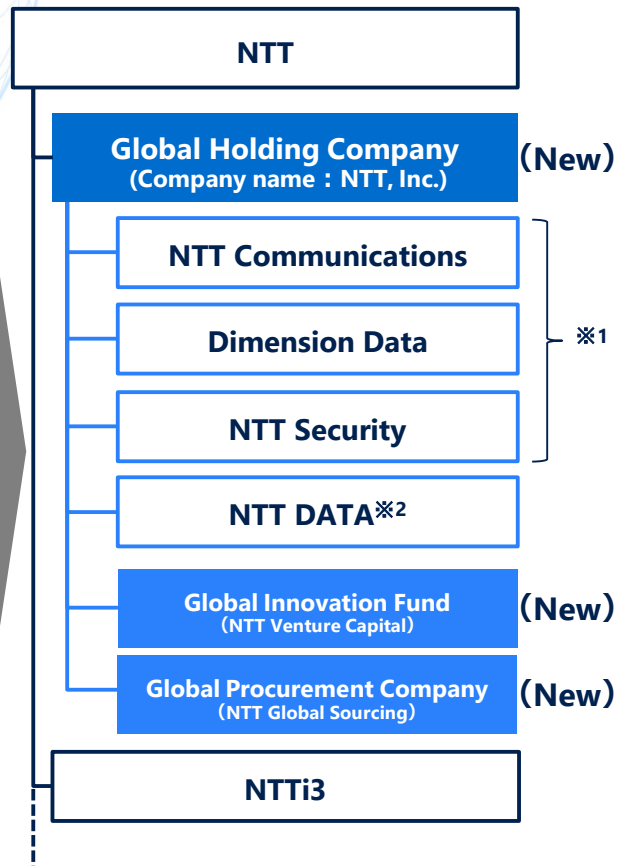 NTT
Global Holding Company
(Company name：NTT, Inc.)
（New）
NTT Communications
Dimension Data
※1
NTT Security
NTT DATA※2
Global Innovation Fund
（NTT Venture Capital）
（New）
Global Procurement Company
（NTT Global Sourcing）
（New）
NTTi3